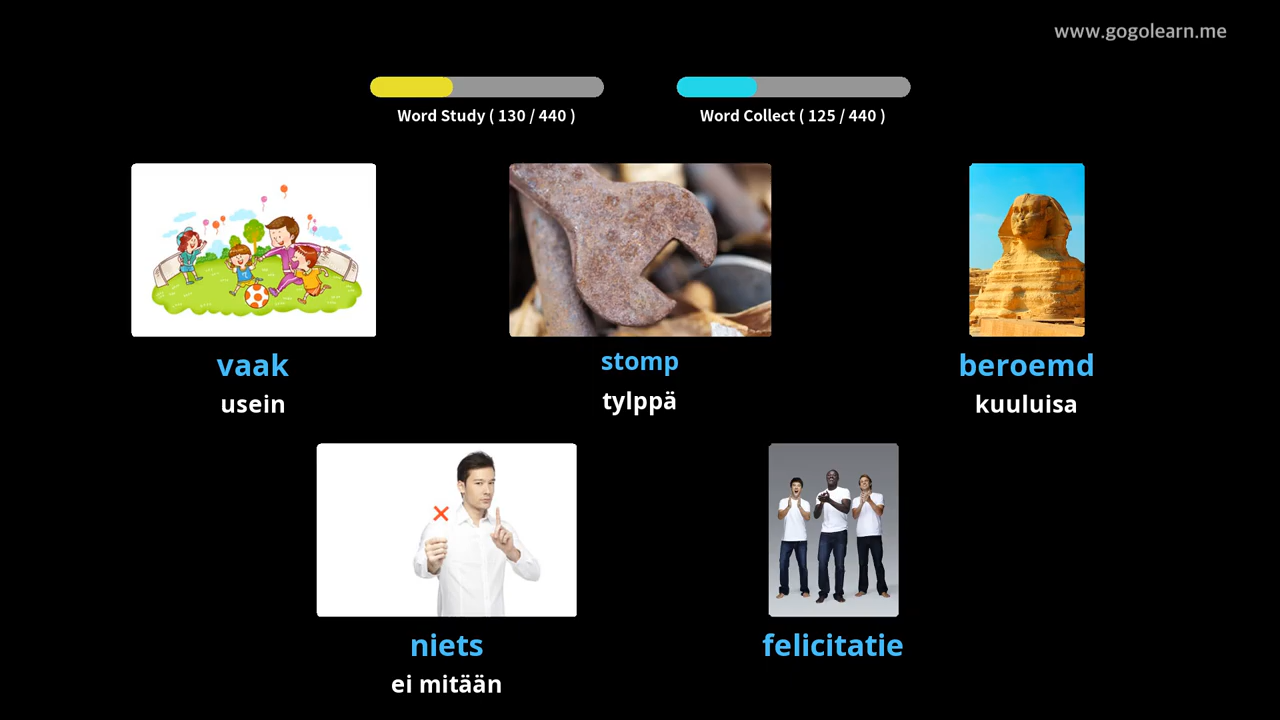 www.gogolearn.me
Word Study ( 130 / 440 )
Word Collect ( 125 / 440 )
vaak
usein
stomp
tylppä
beroemd
kuuluisa
niets
ei mitään
felicitatie